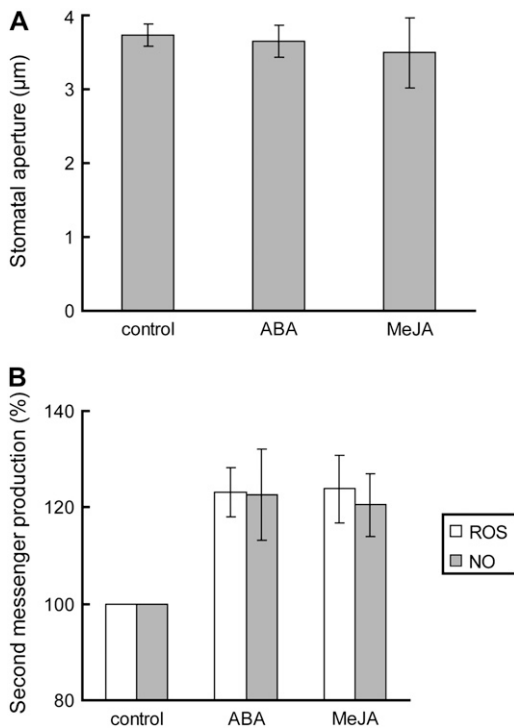 A
Stomatal aperture (µm)
4
3
2
1
0
control ABA MeJA
B
Second messenger production (%)
140
120
100
80
control ABA MeJA
ROS
NO